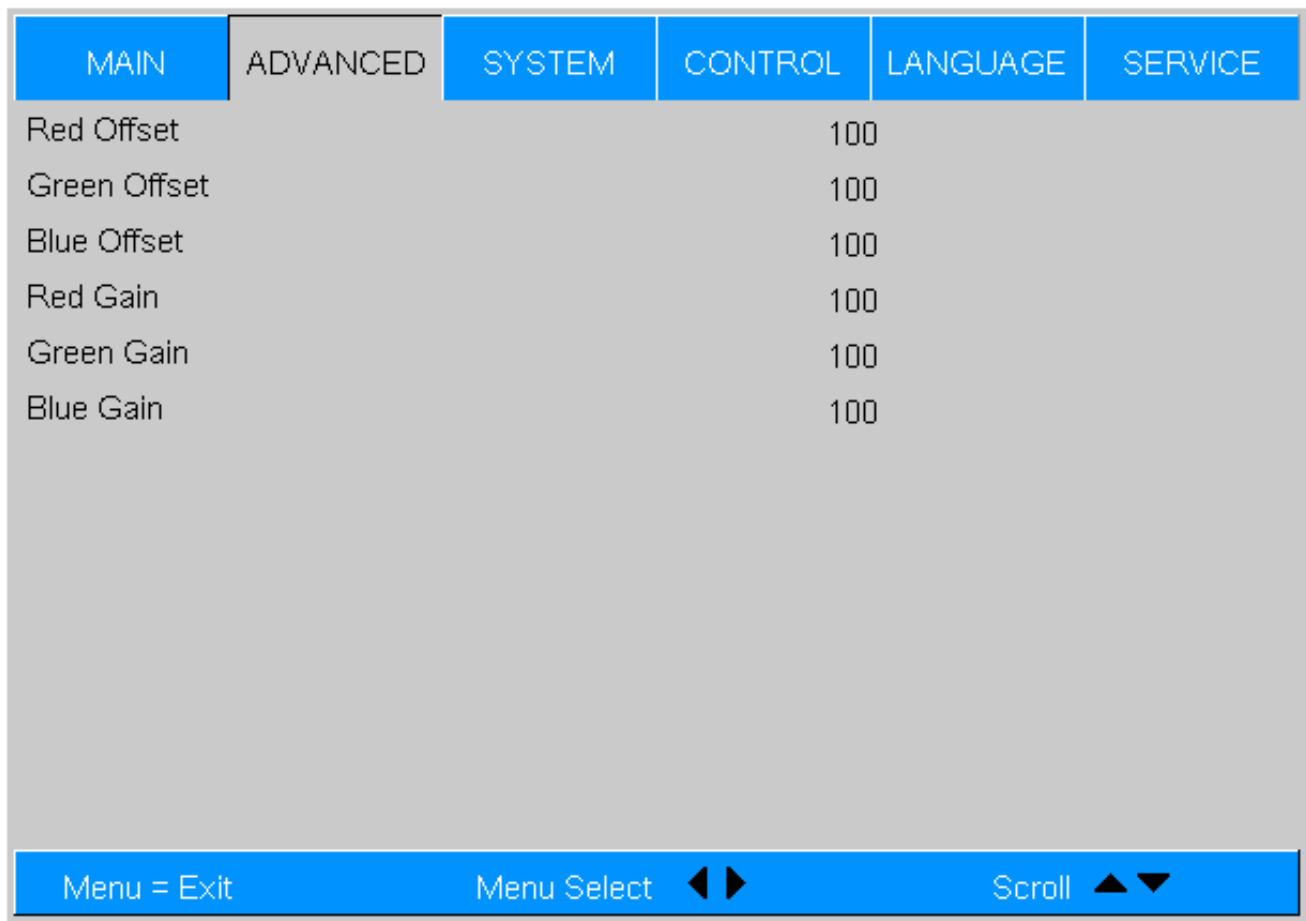 MAIN ADVANCED SYSTEM CONTROL LANGUAGE SERVICE
Red Offset 100
Green Offset 100
Blue Offset 100
Red Gain 100
Green Gain 100
Blue Gain 100
Menu = Exit Menu Select ◀ ▶ Scroll ▲ ▼